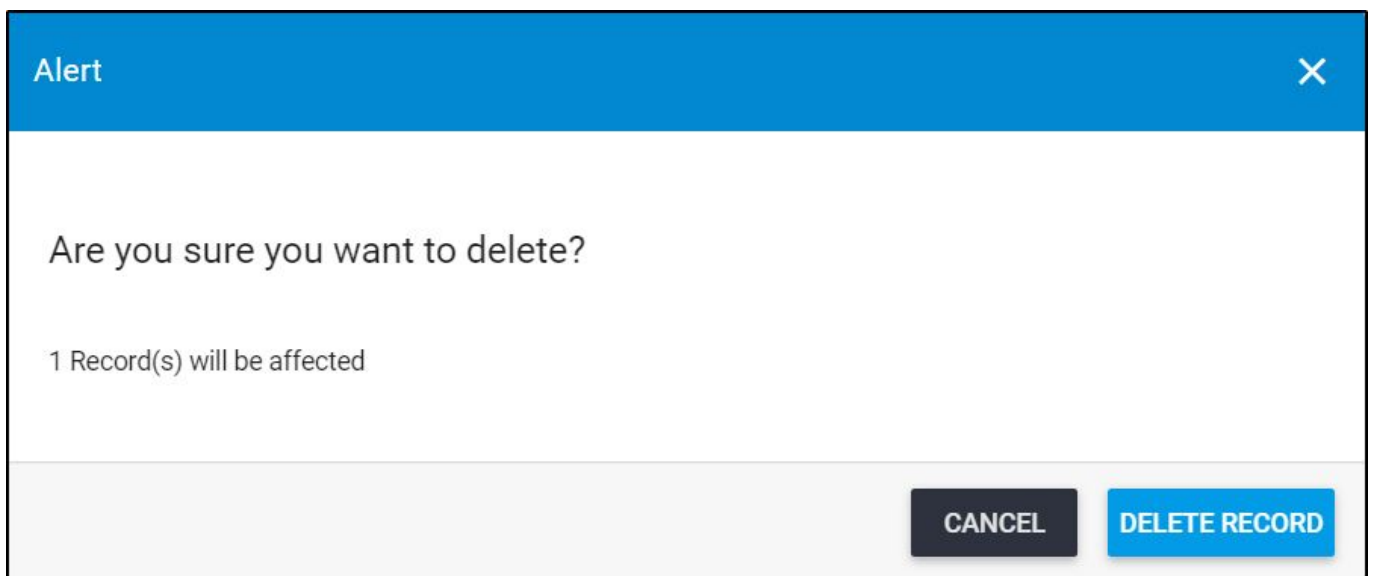 Alert
Are you sure you want to delete?
1 Record(s) will be affected
CANCEL DELETE RECORD